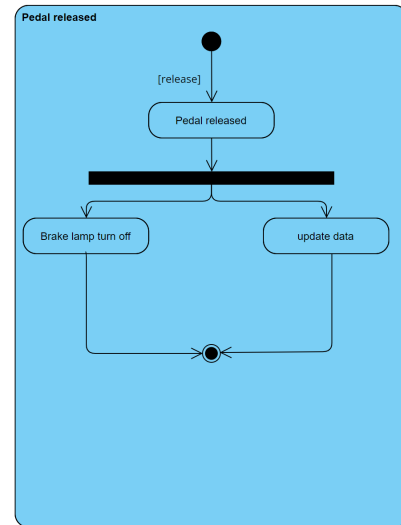 Pedal released
[release]
Pedal released
Brake lamp turn off
update data